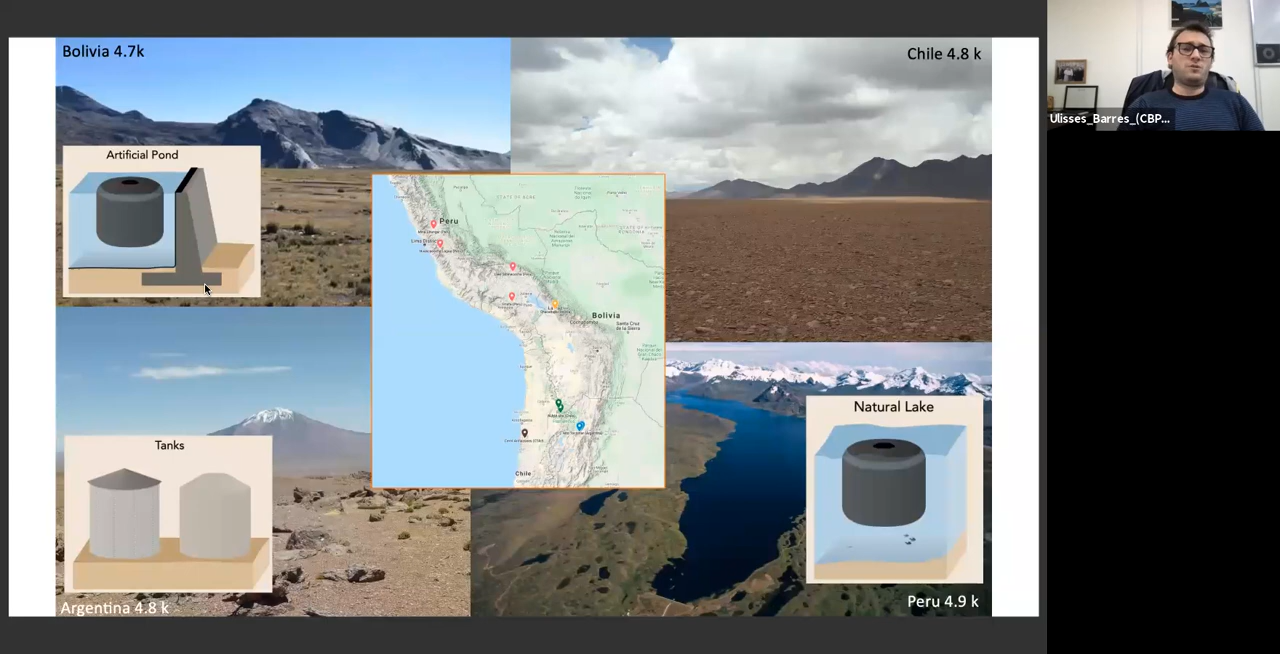 Bolivia 4.7k
Chile 4.8 k
Ulisses_Barres_(CBP...
Artificial Pond
Peru
Bolivia
Tanks
Natural Lake
Chile
Argentina 4.8 k
Peru 4.9 k